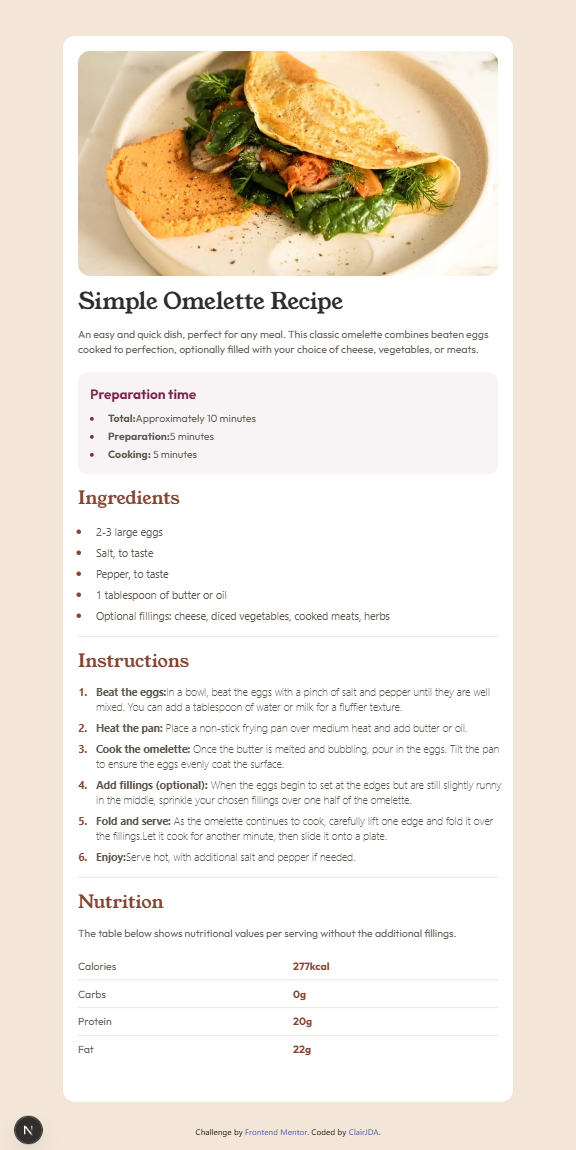 Simple Omelette Recipe
An easy and quick dish, perfect for any meal. This classic omelette combines beaten eggs
cooked to perfection, optionally filled with your choice of cheese, vegetables, or meats.
Preparation time
• Total:Approximately 10 minutes
• Preparation:5 minutes
• Cooking: 5 minutes
Ingredients
• 2-3 large eggs
• Salt, to taste
• Pepper, to taste
• 1 tablespoon of butter or oil
• Optional fillings: cheese, diced vegetables, cooked meats, herbs
Instructions
1. Beat the eggs:In a bowl, beat the eggs with a pinch of salt and pepper until they are well
mixed. You can add a tablespoon of water or milk for a fluffier texture.
2. Heat the pan: Place a non-stick frying pan over medium heat and add butter or oil.
3. Cook the omelette: Once the butter is melted and bubbling, pour in the eggs. Tilt the pan
to ensure the eggs evenly coat the surface.
4. Add fillings (optional): When the eggs begin to set at the edges but are still slightly runny
in the middle, sprinkle your chosen fillings over one half of the omelette.
5. Fold and serve: As the omelette continues to cook, carefully lift one edge and fold it over
the fillings.Let it cook for another minute, then slide it onto a plate.
6. Enjoy:Serve hot, with additional salt and pepper if needed.
Nutrition
The table below shows nutritional values per serving without the additional fillings.
Calories 277kcal
Carbs 0g
Protein 20g
Fat 22g
N
Challenge by Frontend Mentor. Coded by ClairJDA.